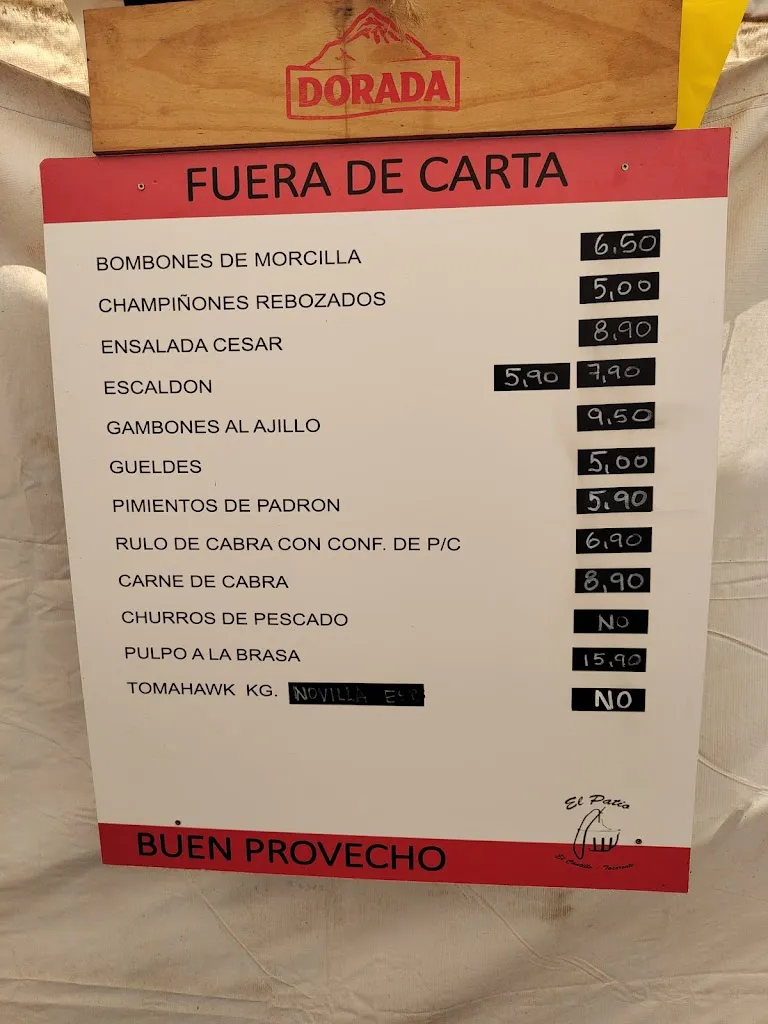 DORADA
FUERA DE CARTA
BOMBONES DE MORCILLA 6,50
CHAMPIÑONES REBOZADOS 5,00
ENSALADA CESAR 8,90
ESCALDON 5,90 7,90
GAMBONES AL AJILLO 9,50
GUELDES 5,00
PIMIENTOS DE PADRON 5,90
RULO DE CABRA CON CONF. DE P/C 6,90
CARNE DE CABRA 8,90
CHURROS DE PESCADO NO
PULPO A LA BRASA 15,90
TOMAHAWK KG. NOVILLA ESP NO
El Patio
BUEN PROVECHO